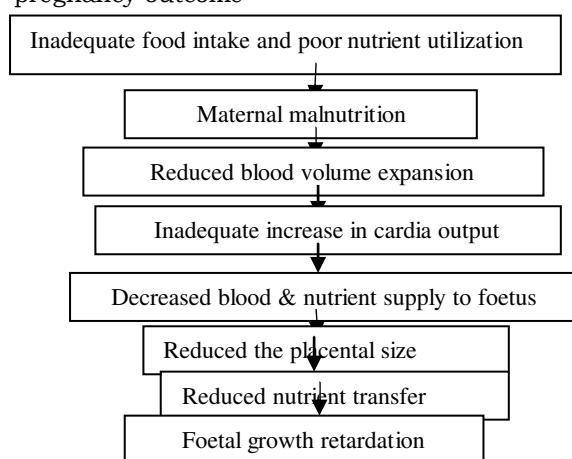 pregnancy outcome
Inadequate food intake and poor nutrient utilization
Maternal malnutrition
Reduced blood volume expansion
Inadequate increase in cardia output
Decreased blood & nutrient supply to foetus
Reduced the placental size
Reduced nutrient transfer
Foetal growth retardation